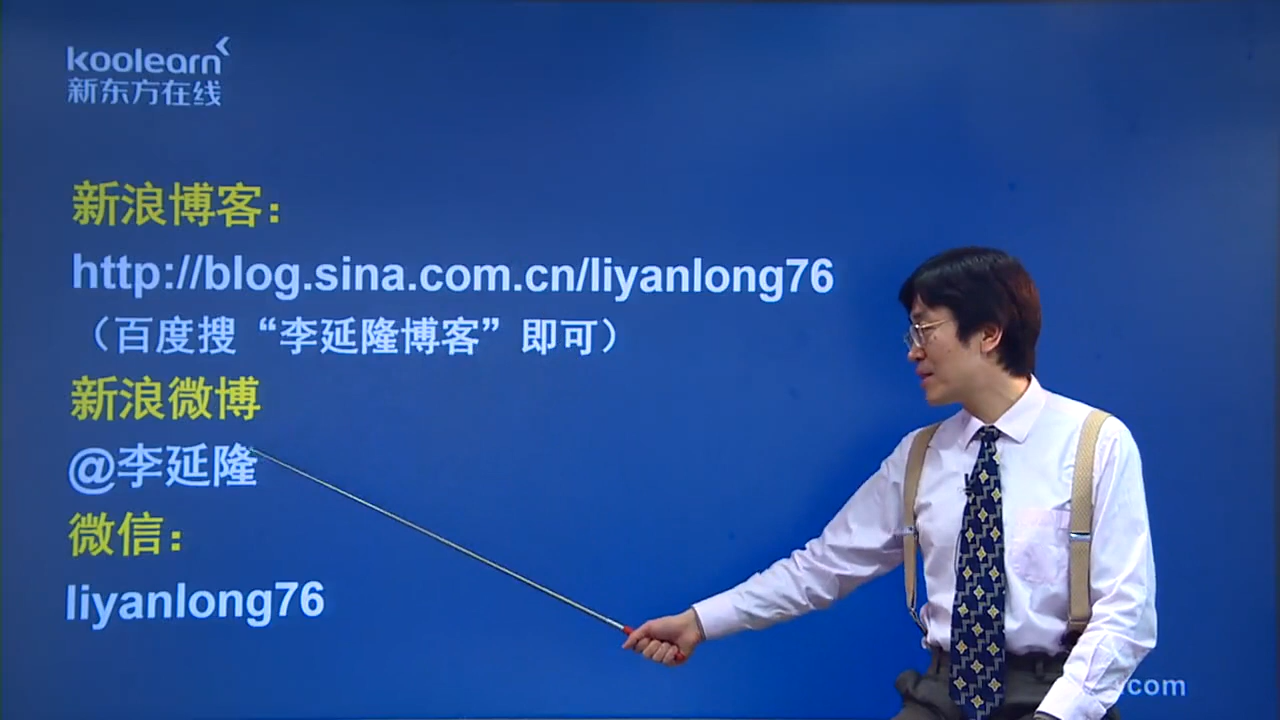 koolearn
新东方在线
新浪博客：
http://blog.sina.com.cn/liyanlong76
（百度搜“李延隆博客”即可）
新浪微博
@李延隆
微信：
liyanlong76
.com